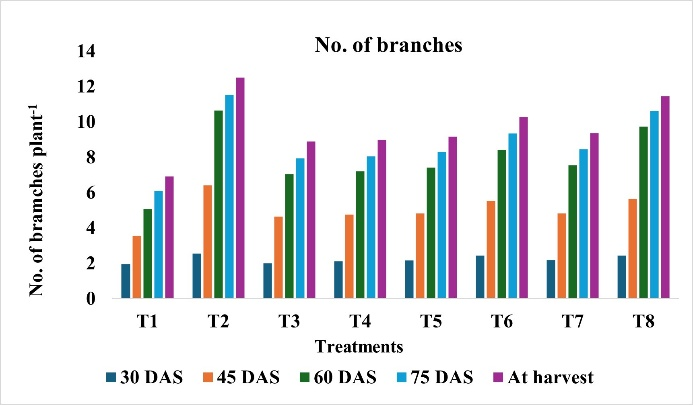 No. of branches
No. of bramches plant-1
14
12
10
8
6
4
2
0
T1 T2 T3 T4 T5 T6 T7 T8
Treatments
30 DAS 45 DAS 60 DAS 75 DAS At harvest